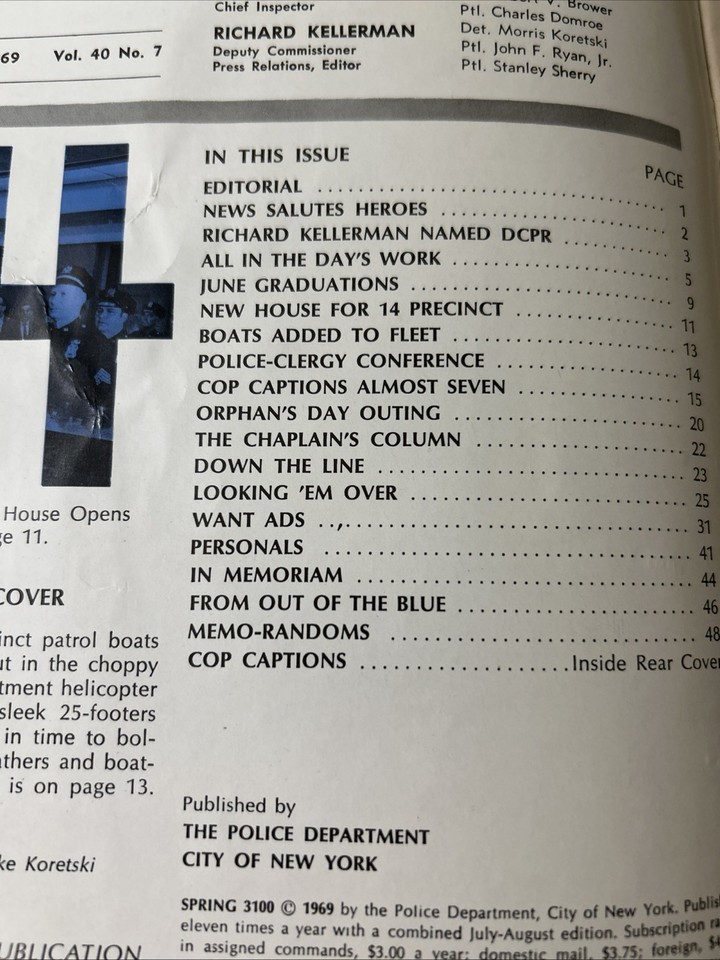 Chief Inspector
RICHARD KELLERMAN
Deputy Commissioner
Press Relations, Editor
V. Brower
Ptl. Charles Domroe
Det. Morris Koretski
Ptl. John F. Ryan, Jr.
Ptl. Stanley Sherry
69 Vol. 40 No. 7
IN THIS ISSUE
PAGE
EDITORIAL 1
NEWS SALUTES HEROES 2
RICHARD KELLERMAN NAMED DCPR 3
ALL IN THE DAY'S WORK 5
JUNE GRADUATIONS 9
NEW HOUSE FOR 14 PRECINCT 11
BOATS ADDED TO FLEET 13
POLICE-CLERGY CONFERENCE 14
COP CAPTIONS ALMOST SEVEN 15
ORPHAN'S DAY OUTING 20
THE CHAPLAIN'S COLUMN 22
DOWN THE LINE 23
LOOKING 'EM OVER 25
WANT ADS 31
PERSONALS 41
IN MEMORIAM 44
FROM OUT OF THE BLUE 46
MEMO-RANDOMS 48
COP CAPTIONS Inside Rear Cover
4
House Opens
ge 11.
COVER
inct patrol boats
ut in the choppy
tment helicopter
sleek 25-footers
in time to bol-
athers and boat-
is on page 13.
ke Koretski
UBLICATION
Published by
THE POLICE DEPARTMENT
CITY OF NEW YORK
SPRING 3100 © 1969 by the Police Department, City of New York. Publis
eleven times a year with a combined July-August edition. Subscription ra
in assigned commands, $3.00 a year; domestic mail, $3.75; foreign,